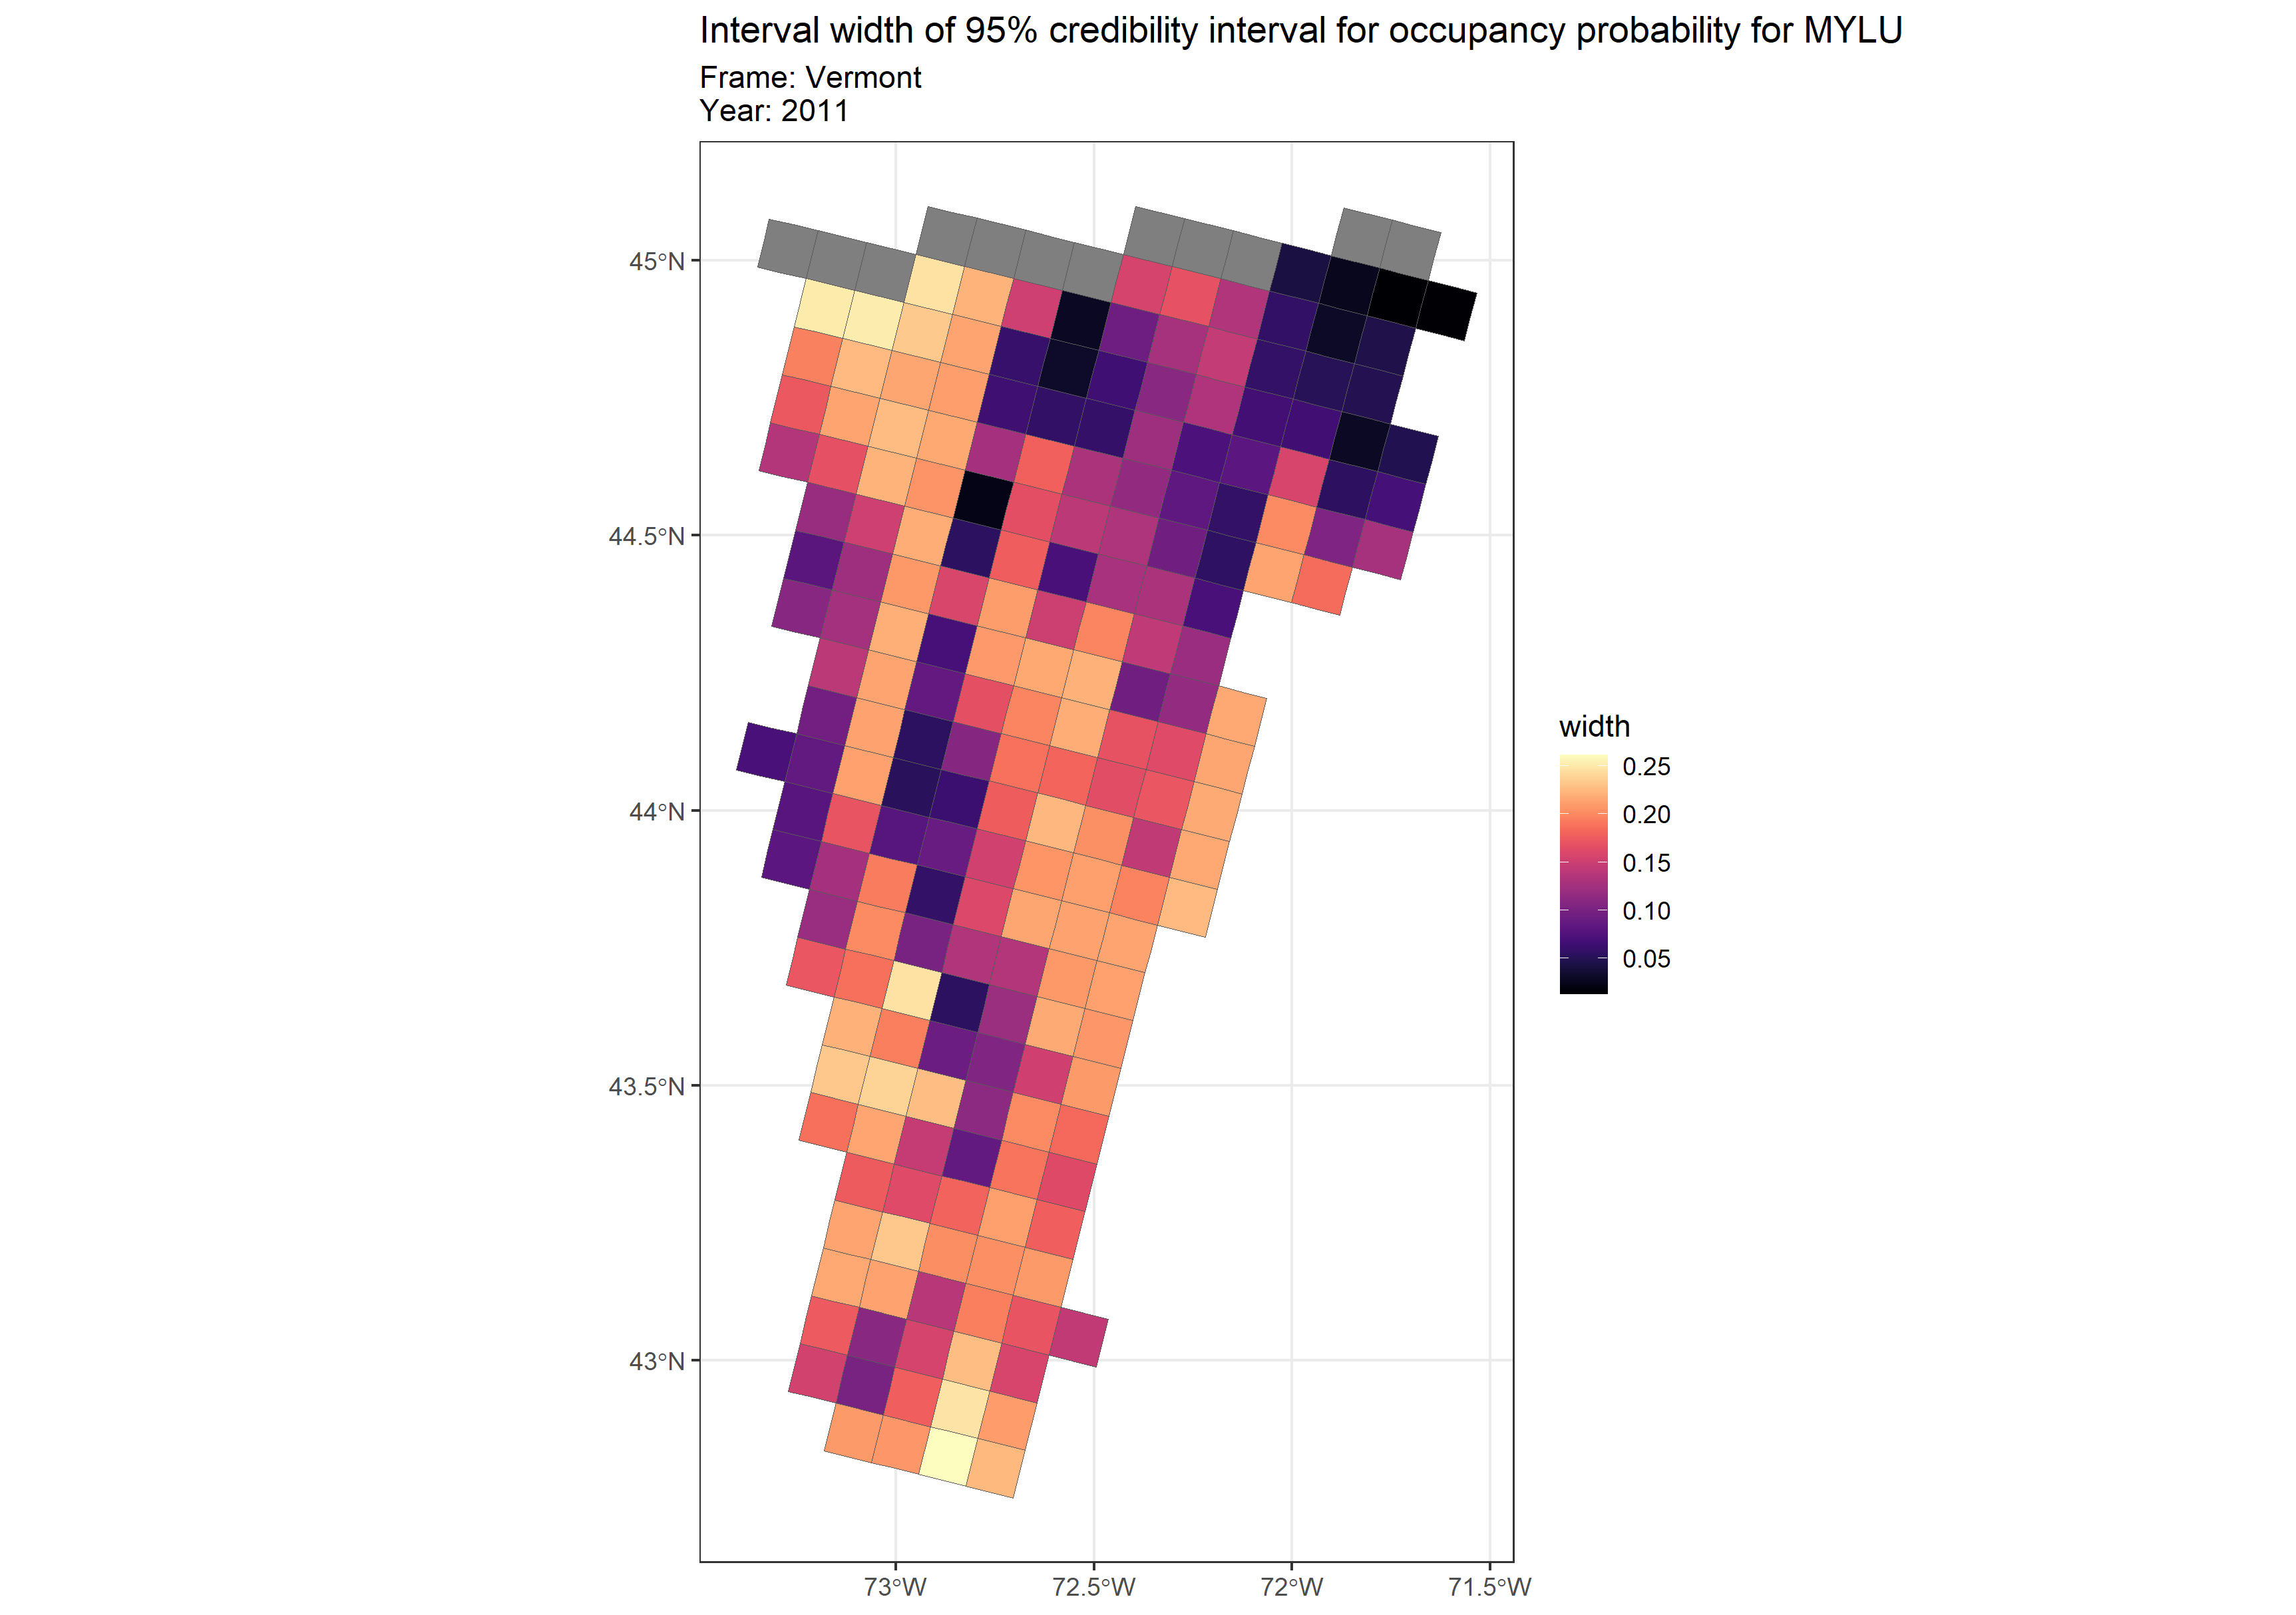 Interval width of 95% credibility interval for occupancy probability for MYLU
Frame: Vermont
Year: 2011
45°N
44.5°N
44°N
43.5°N
43°N
73°W
72.5°W
72°W
71.5°W
width
0.25
0.20
0.15
0.10
0.05